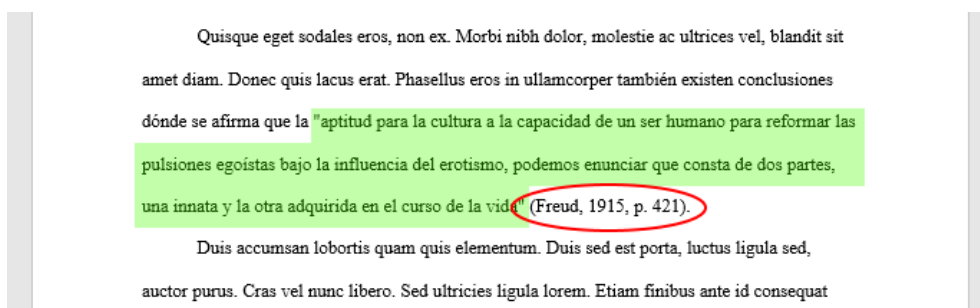 Quisque eget sodales eros, non ex. Morbi nibh dolor, molestie ac ultrices vel, blandit sit
amet diam. Donec quis lacus erat. Phasellus eros in ullamcorper también existen conclusiones
dónde se afirma que la "aptitud para la cultura a la capacidad de un ser humano para reformar las
pulsiones egoístas bajo la influencia del erotismo, podemos enunciar que consta de dos partes,
una innata y la otra adquirida en el curso de la vida" (Freud, 1915, p. 421).
Duis accumsan lobortis quam quis elementum. Duis sed est porta, luctus ligula sed,
auctor purus. Cras vel nunc libero. Sed ultricies ligula lorem. Etiam finibus ante id consequat